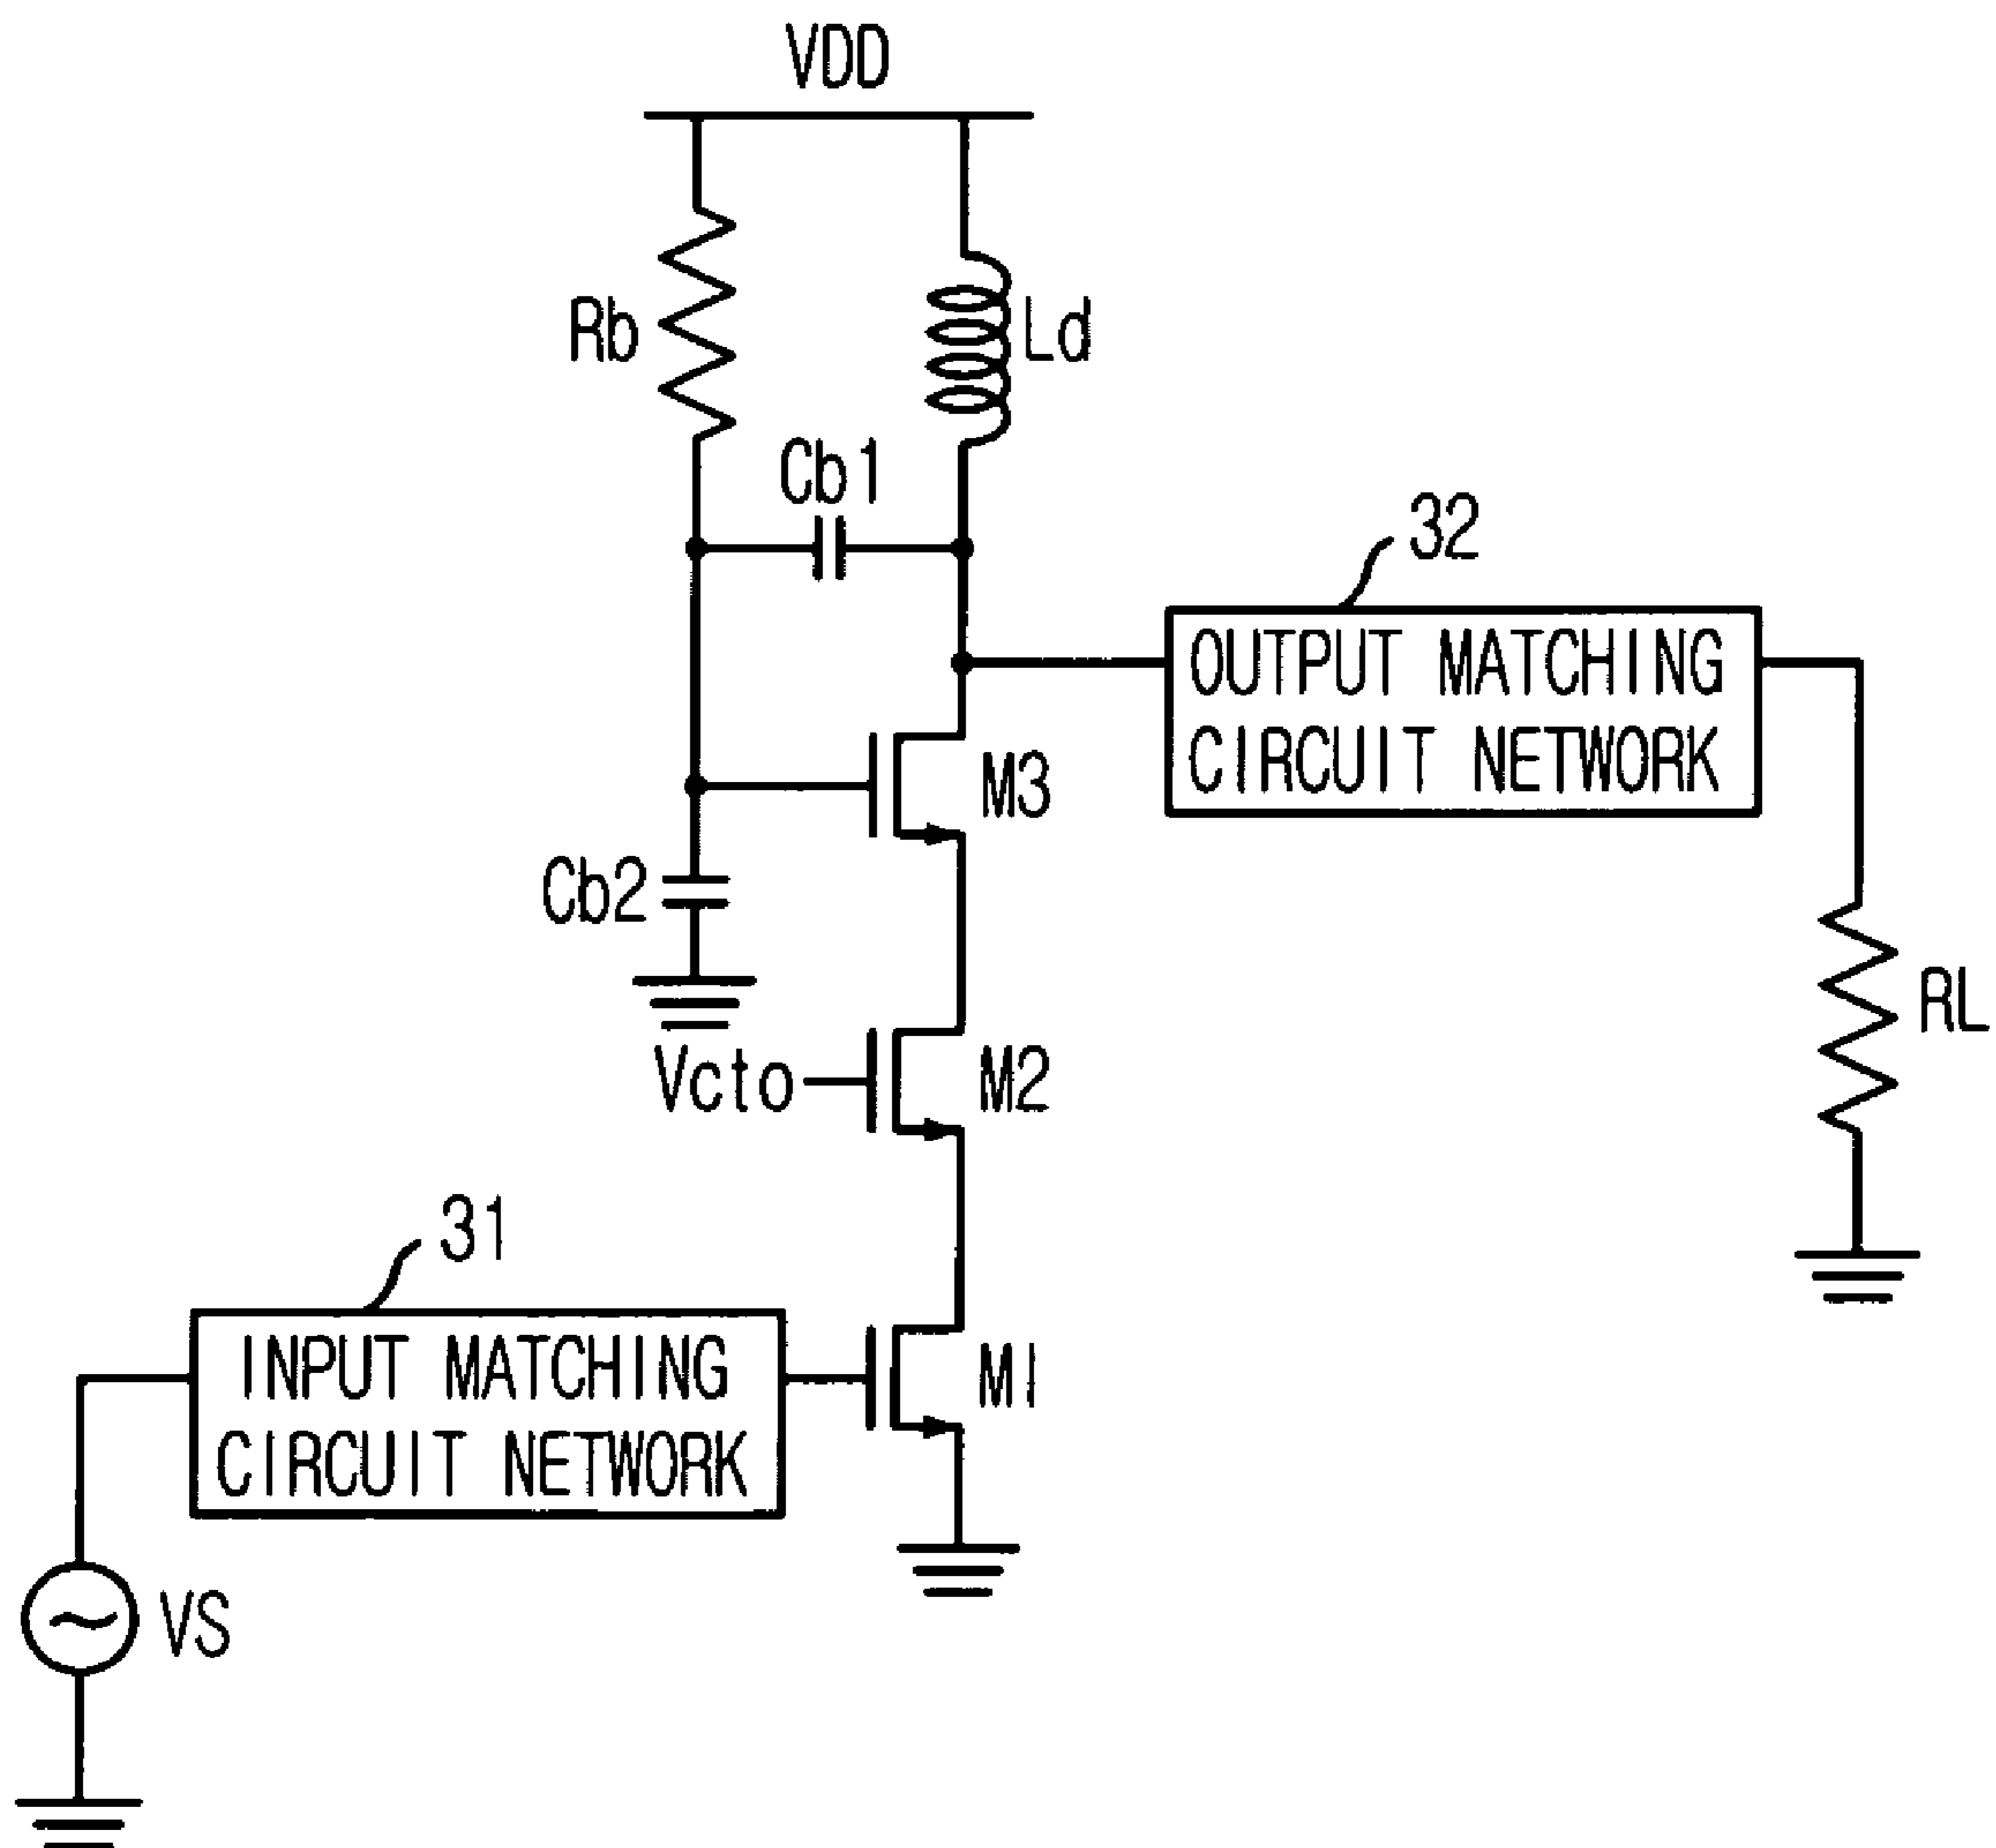 VDD
Rb
Ld
Cb1
32
OUTPUT MATCHING
CIRCUIT NETWORK
M3
Cb2
RL
Vcto
M2
31
INPUT MATCHING
CIRCUIT NETWORK
M1
VS